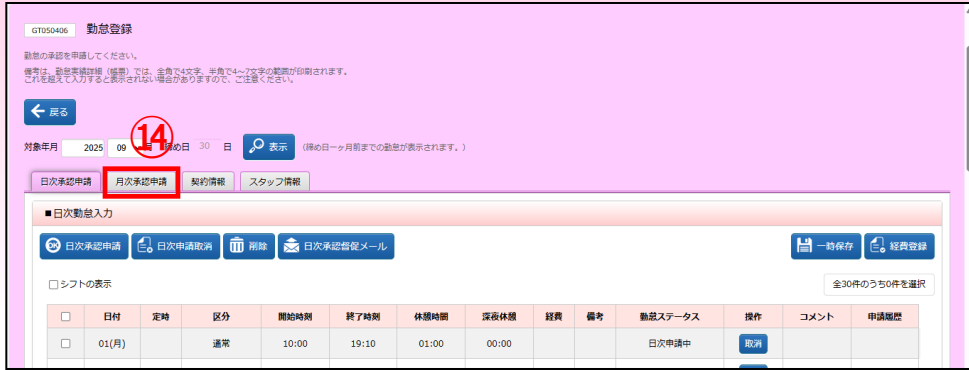 GT050406 勤怠登録
勤怠の承認を申請してください。
備考は、勤怠実績詳細（帳票）では、全角で4文字、半角で4～7文字の範囲が印刷されます。
これを超えて入力すると表示されない場合がありますので、ご注意ください。
戻る
⑭
対象年月 2025 09 め日 30 日 表示 (締め日一ヶ月前までの勤怠が表示されます。)
日次承認申請 月次承認申請 契約情報 スタッフ情報
■日次勤怠入力
OK 日次承認申請 日次申請取消 削除 日次承認督促メール 一時保存 経費登録
シフトの表示 全30件のうち0件を選択
日付 定時 区分 開始時刻 終了時刻 休憩時間 深夜休憩 経費 備考 勤怠ステータス 操作 コメント 申請履歴
01(月) 通常 10:00 19:10 01:00 00:00 日次申請中 取消